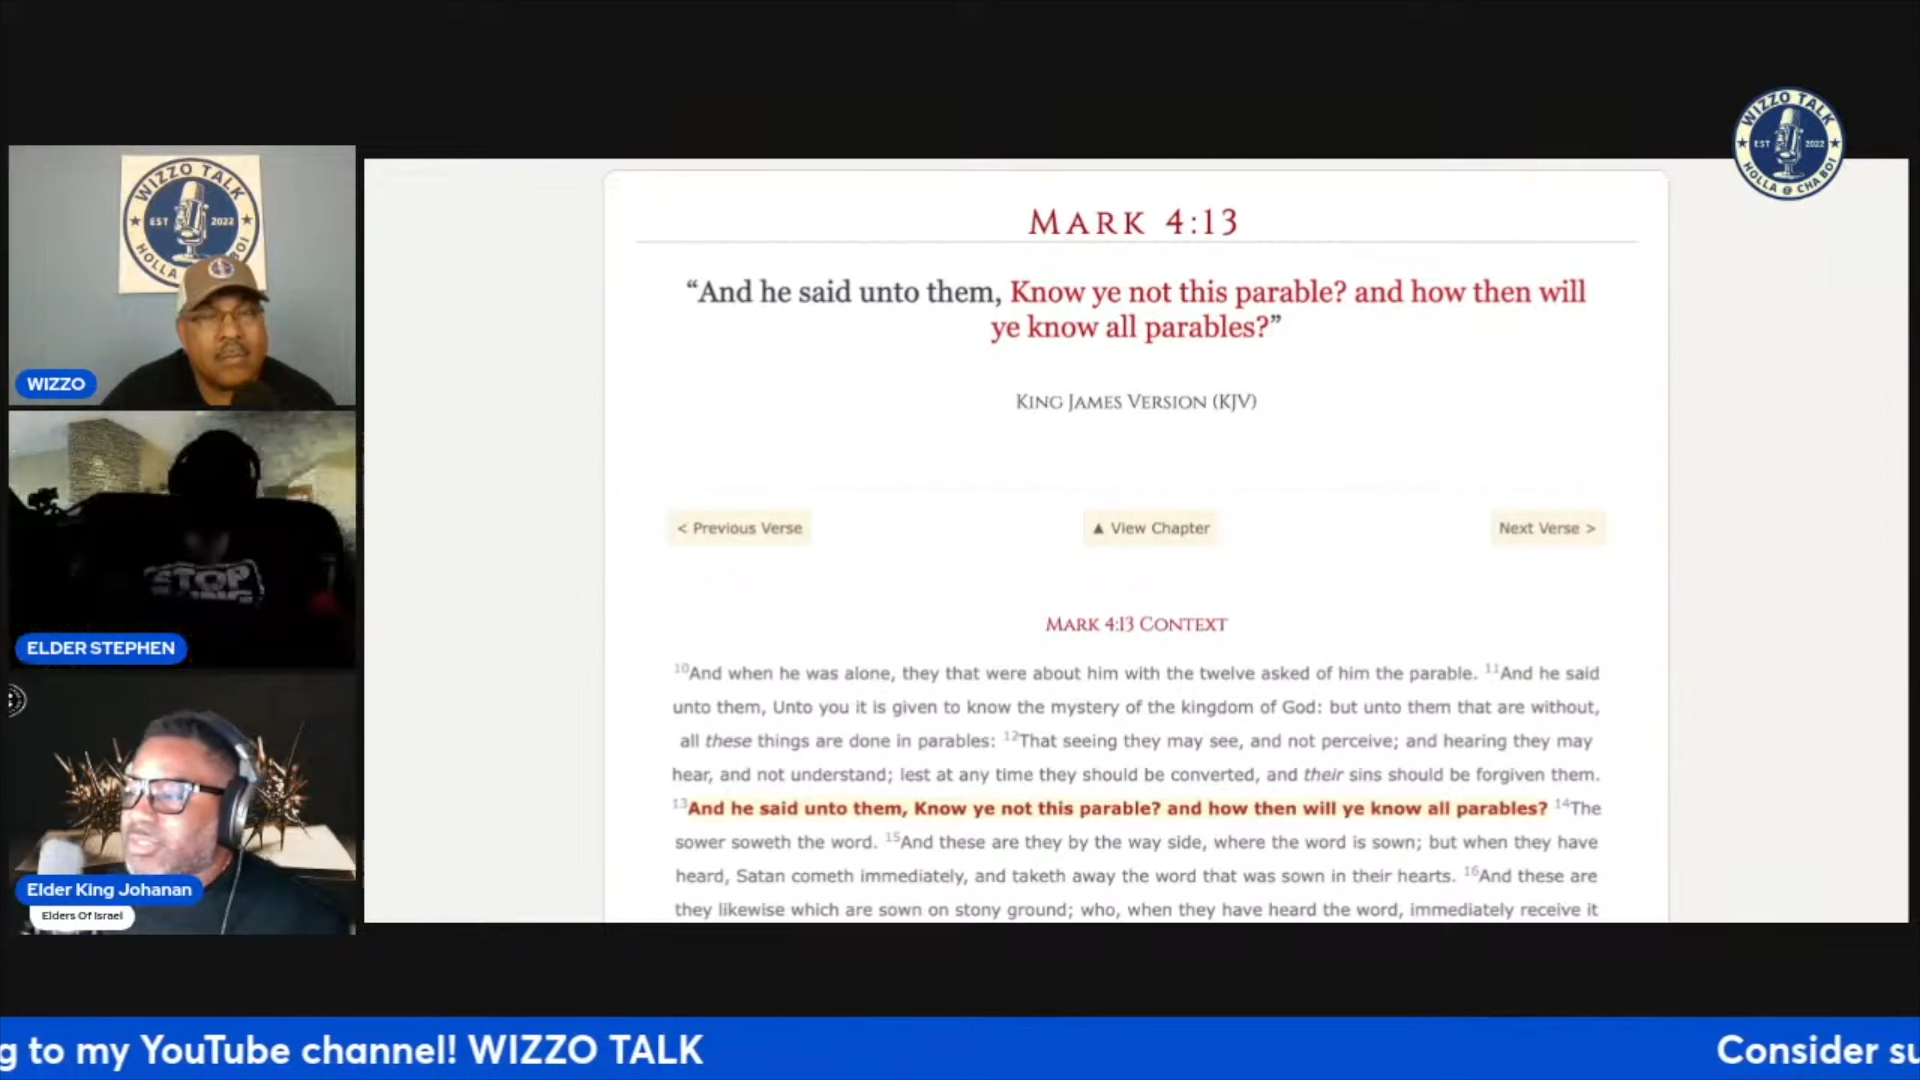 WIZZO TALK
EST 2022
HOLLA @ CHA BOI
WIZZO TALK
EST 2022
HOLLA BOI
WIZZO
STOP
ELDER STEPHEN
Elder King Johanan
Elders Of Israel
MARK 4:13
“And he said unto them, Know ye not this parable? and how then will
ye know all parables?”
KING JAMES VERSION (KJV)
< Previous Verse
▲ View Chapter
Next Verse >
MARK 4:13 CONTEXT
10And when he was alone, they that were about him with the twelve asked of him the parable. 11And he said
unto them, Unto you it is given to know the mystery of the kingdom of God: but unto them that are without,
all these things are done in parables: 12That seeing they may see, and not perceive; and hearing they may
hear, and not understand; lest at any time they should be converted, and their sins should be forgiven them.
13And he said unto them, Know ye not this parable? and how then will ye know all parables? 14The
sower soweth the word. 15And these are they by the way side, where the word is sown; but when they have
heard, Satan cometh immediately, and taketh away the word that was sown in their hearts. 16And these are
they likewise which are sown on stony ground; who, when they have heard the word, immediately receive it
g to my YouTube channel! WIZZO TALK
Consider su